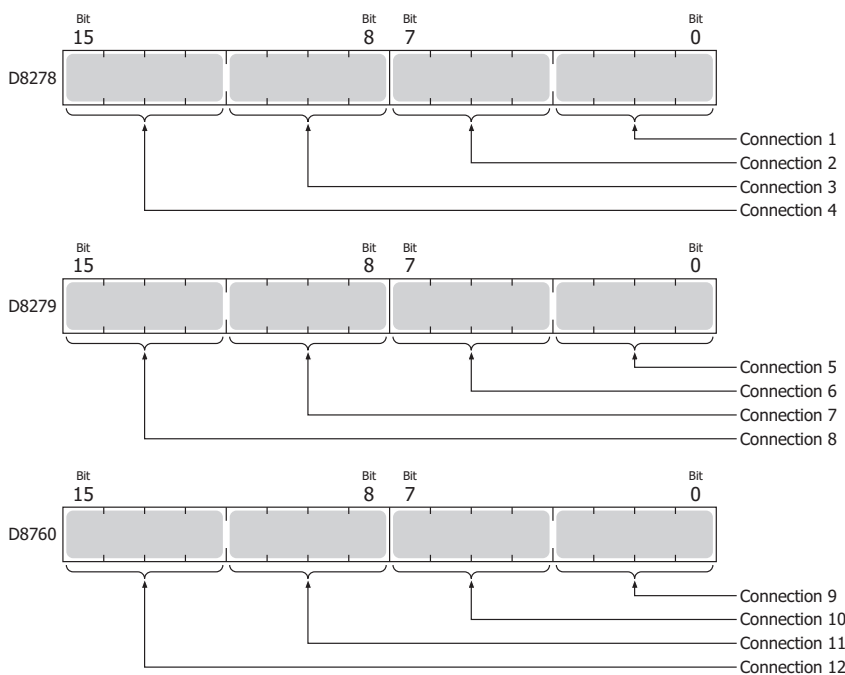 Bit Bit Bit Bit
15 8 7 0
D8278
Connection 1
Connection 2
Connection 3
Connection 4
Bit Bit Bit Bit
15 8 7 0
D8279
Connection 5
Connection 6
Connection 7
Connection 8
Bit Bit Bit Bit
15 8 7 0
D8760
Connection 9
Connection 10
Connection 11
Connection 12